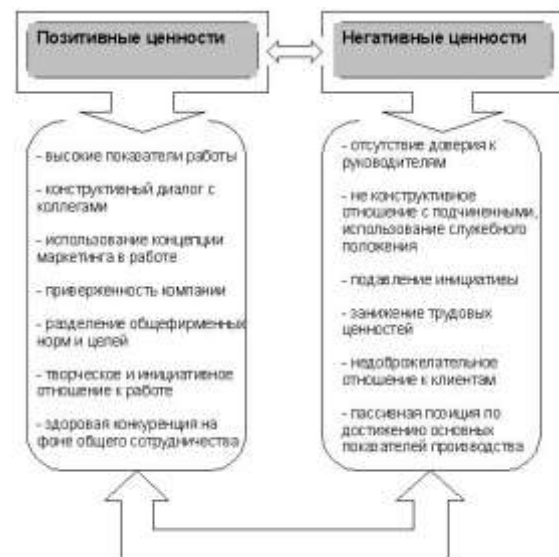 Позитивные ценности
Негативные ценности
- высокие показатели работы
- конструктивный диалог с
коллегами
- использование концепции
маркетинга в работе
- приверженность компании
- разделение общефирменных
норм и целей
- творческое и инициативное
отношение к работе
- здоровая конкуренция на
фоне общего сотрудничества
- отсутствие доверия к
руководителям
- не конструктивное
отношение с подчиненными,
использование служебного
положения
- подавление инициативы
- занижение трудовых
ценностей
- недоброжелательное
отношение к клиентам
- пассивная позиция по
достижению основных
показателей производства